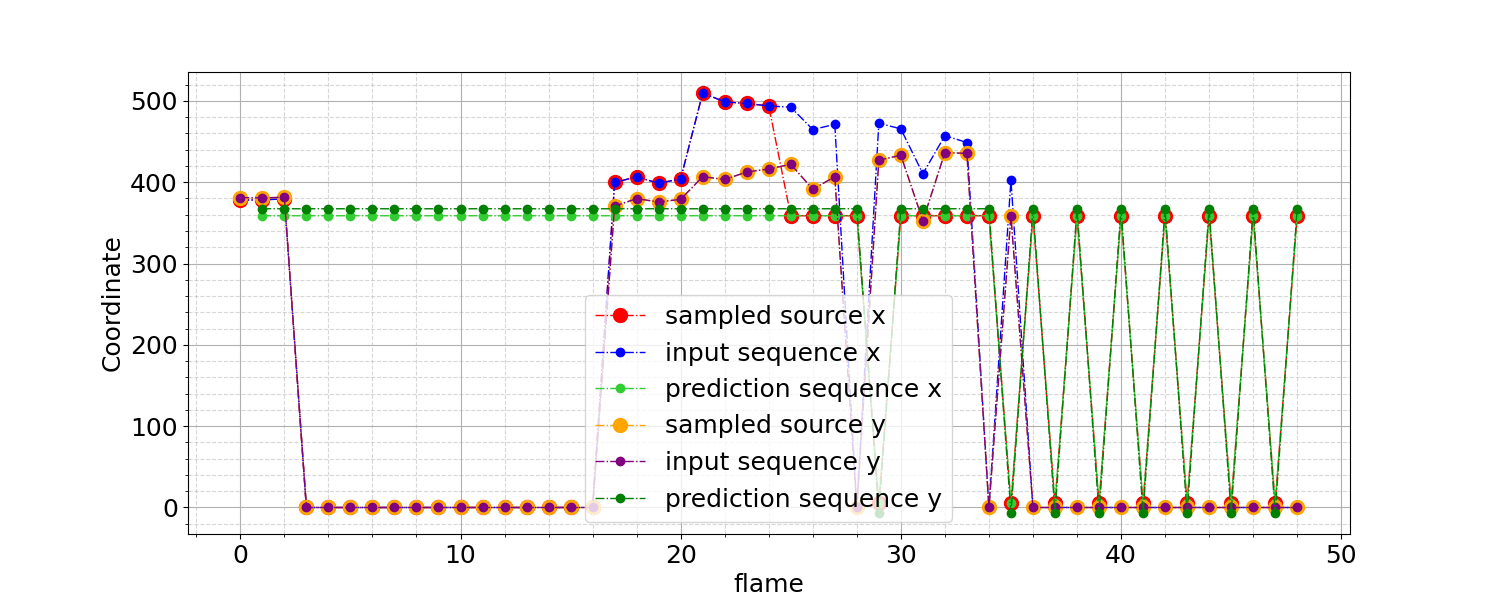 500
400
300
200
100
0
Coordinate
sampled source x
input sequence x
prediction sequence x
sampled source y
input sequence y
prediction sequence y
0 10 20 30 40 50
flame